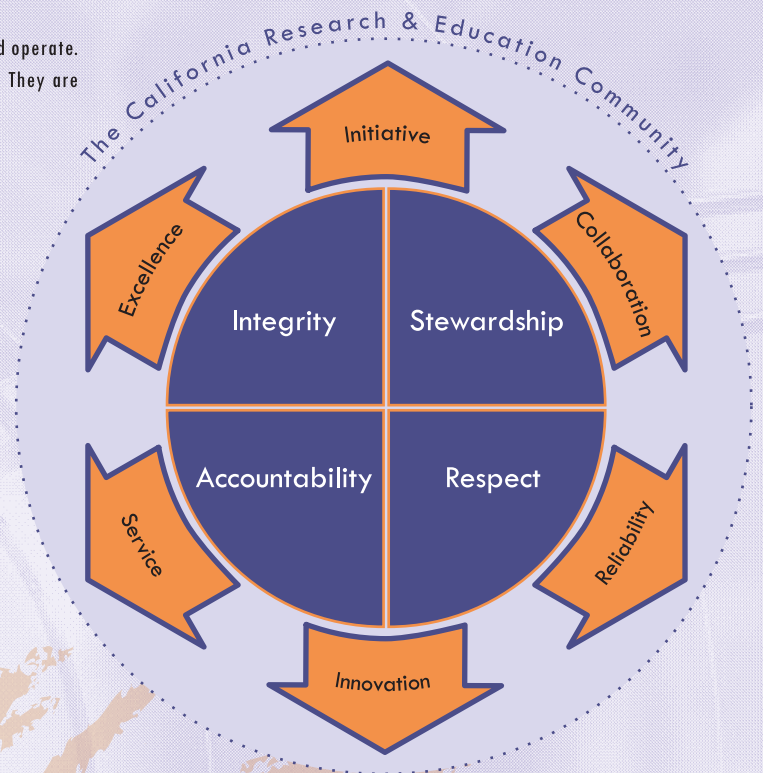 d operate.
They are
The California Research & Education Community
Initiative
Excellence
Collaboration
Integrity
Stewardship
Accountability
Respect
Service
Reliability
Innovation